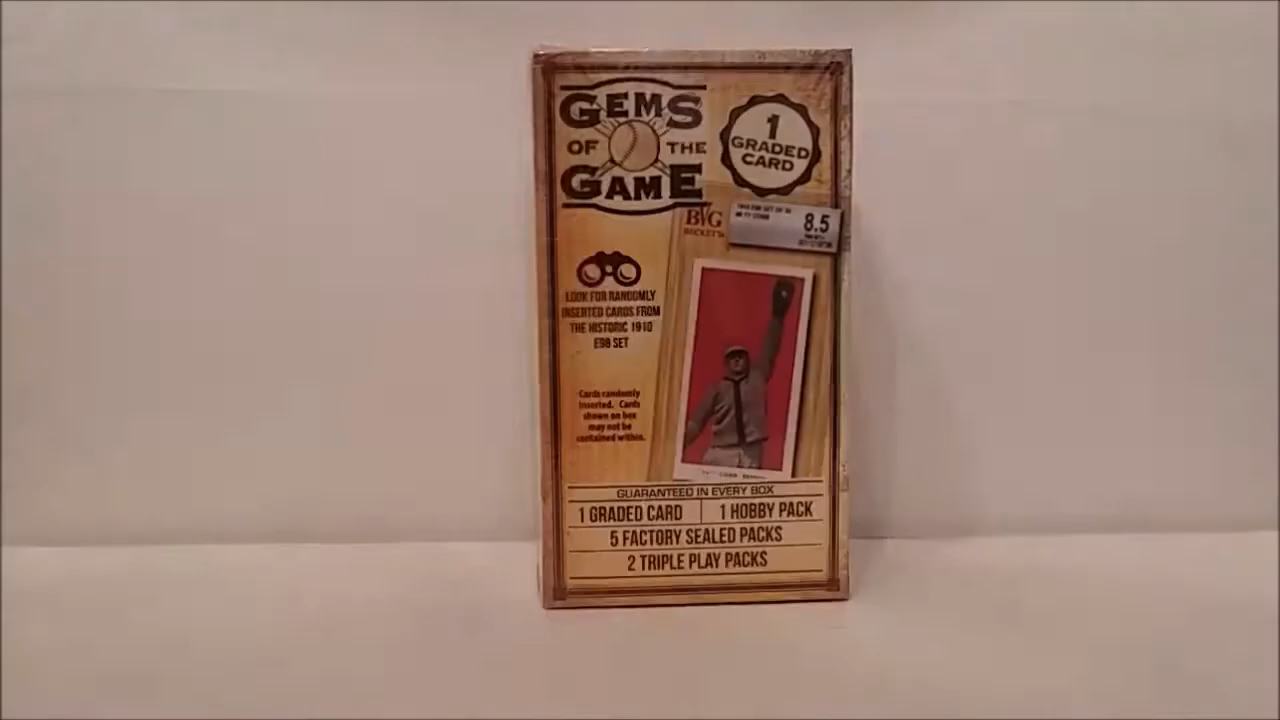 GEMS
OF THE
GAME
1
GRADED
CARD
BVG
BECKETT
8.5
LOOK FOR RANDOMLY
INSERTED CARDS FROM
THE HISTORIC 1910
E98 SET
Cards randomly
inserted. Cards
shown on box
may not be
contained within.
GUARANTEED IN EVERY BOX
1 GRADED CARD 1 HOBBY PACK
5 FACTORY SEALED PACKS
2 TRIPLE PLAY PACKS